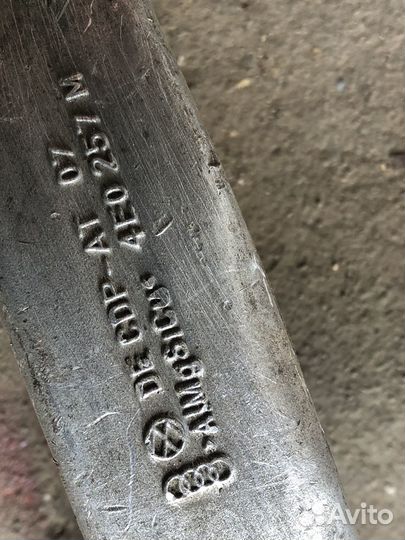 DE GDP-A1 07
AlMgSiCu. 4E0 257 M
Avito